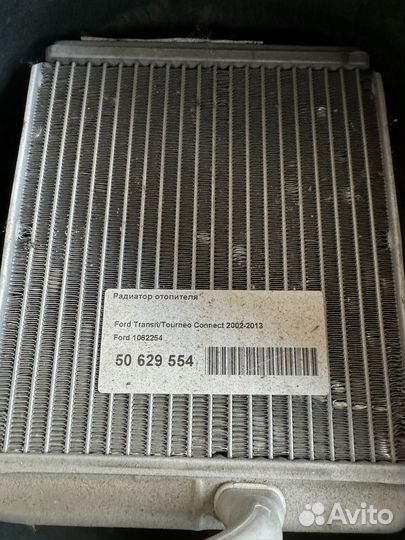 Радиатор отопителя
Ford Transit/Tourneo Connect 2002-2013
Ford 1062254
50 629 554
Avito